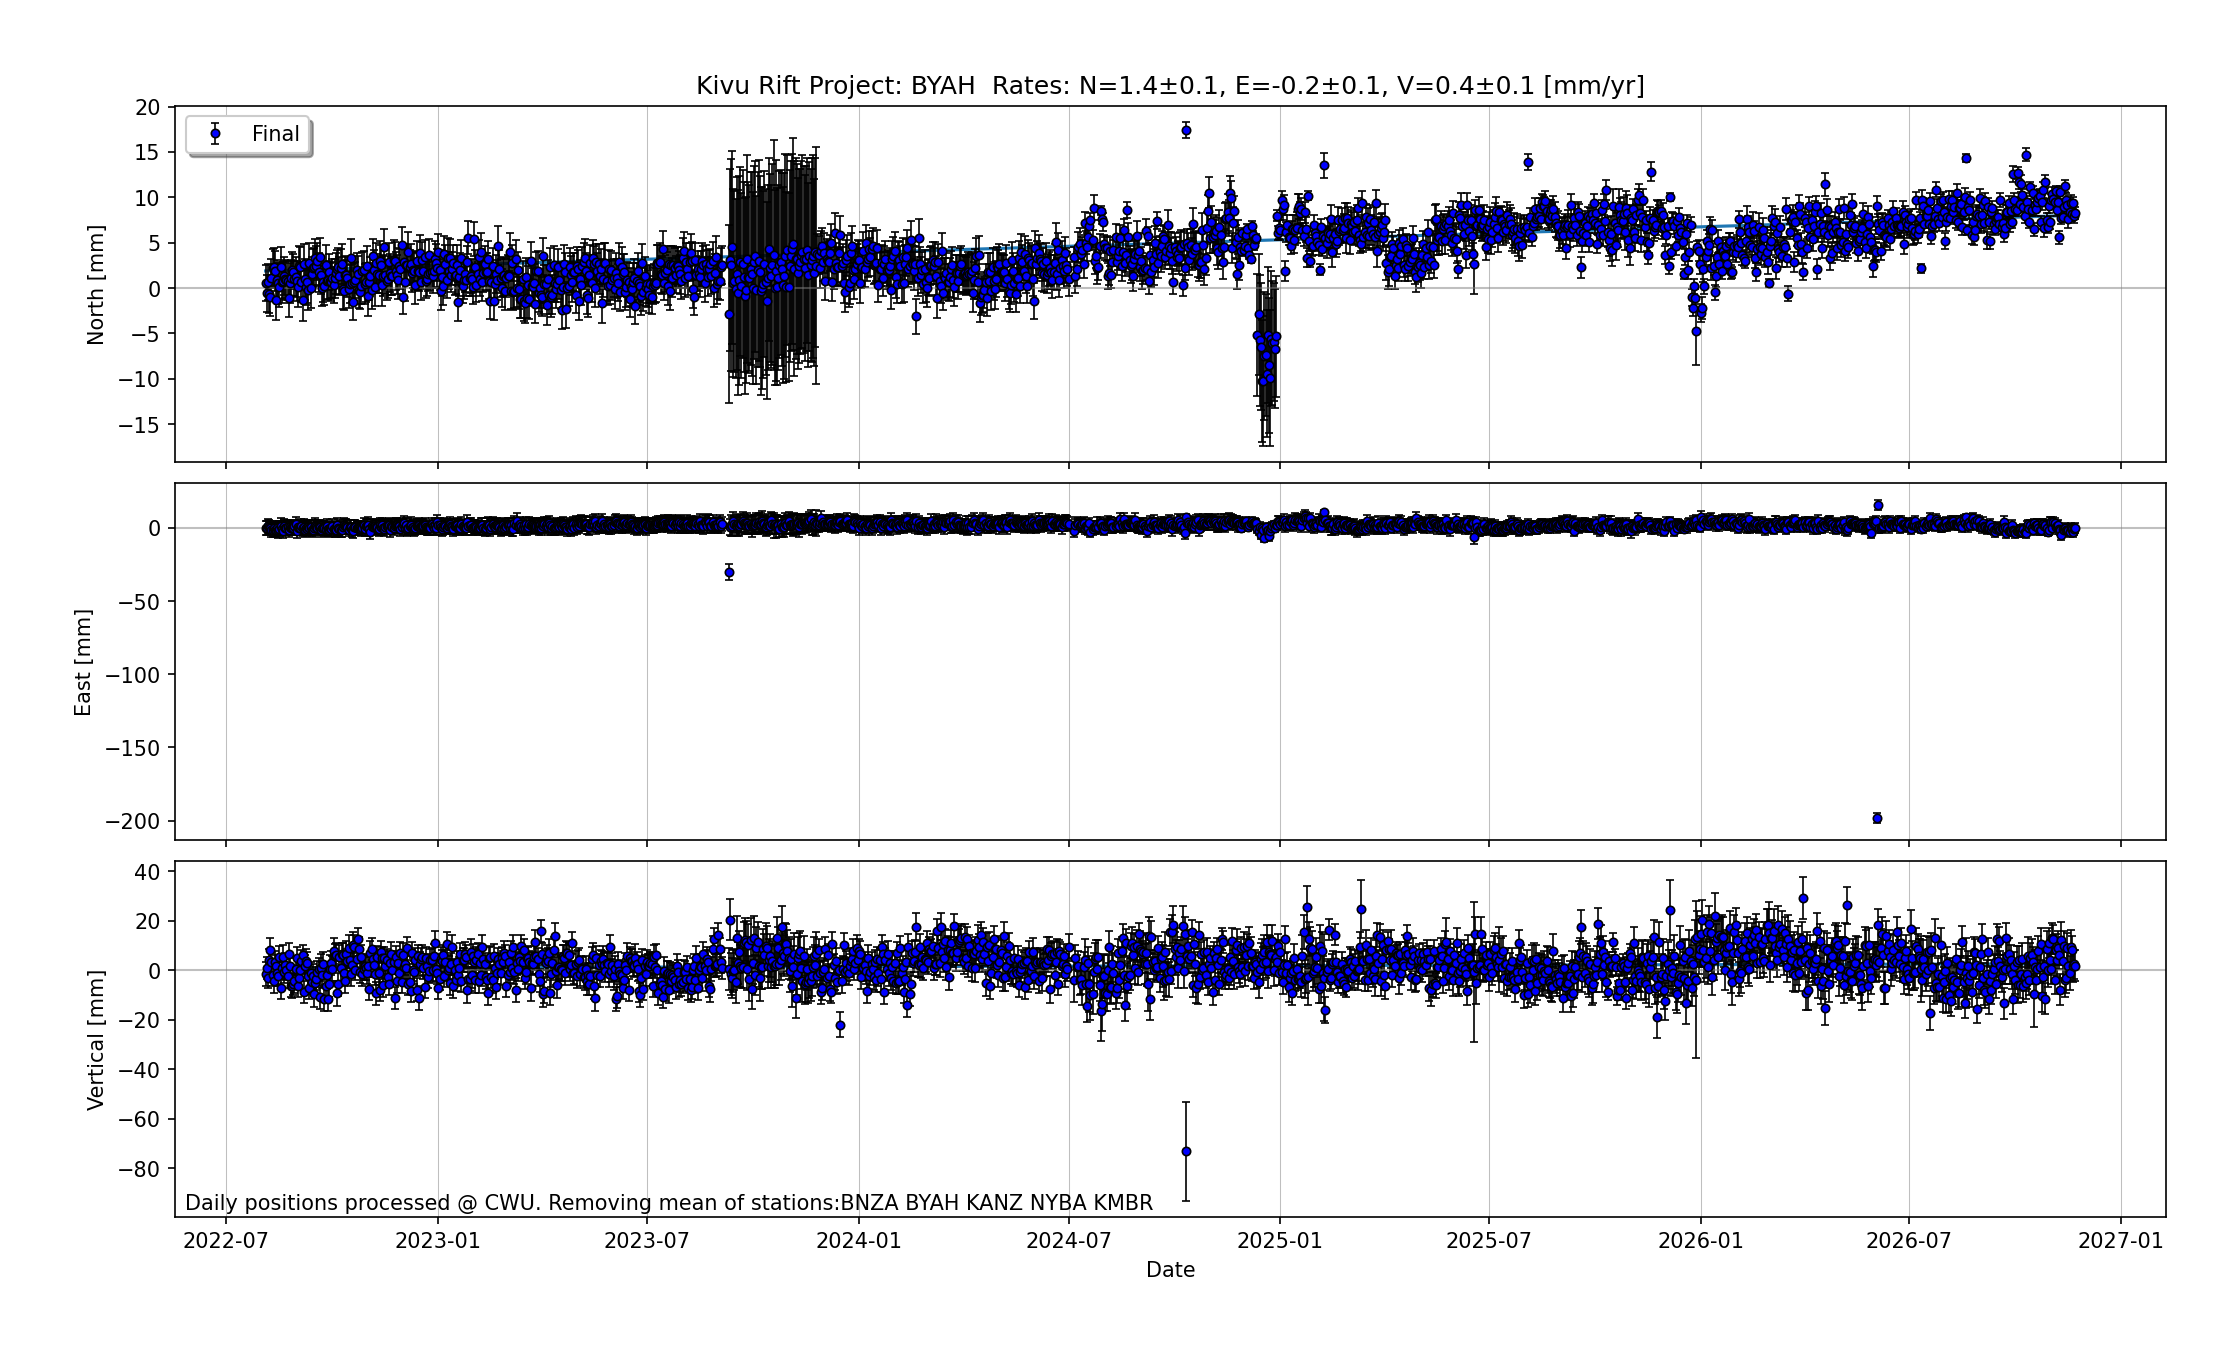 Kivu Rift Project: BYAH  Rates: N=1.4±0.1, E=-0.2±0.1, V=0.4±0.1 [mm/yr]
Final
North [mm]
20
15
10
5
0
−5
−10
−15
East [mm]
0
−50
−100
−150
−200
Vertical [mm]
40
20
0
−20
−40
−60
−80
Daily positions processed @ CWU. Removing mean of stations:BNZA BYAH KANZ NYBA KMBR
2022-07 2023-01 2023-07 2024-01 2024-07 2025-01 2025-07 2026-01 2026-07 2027-01
Date